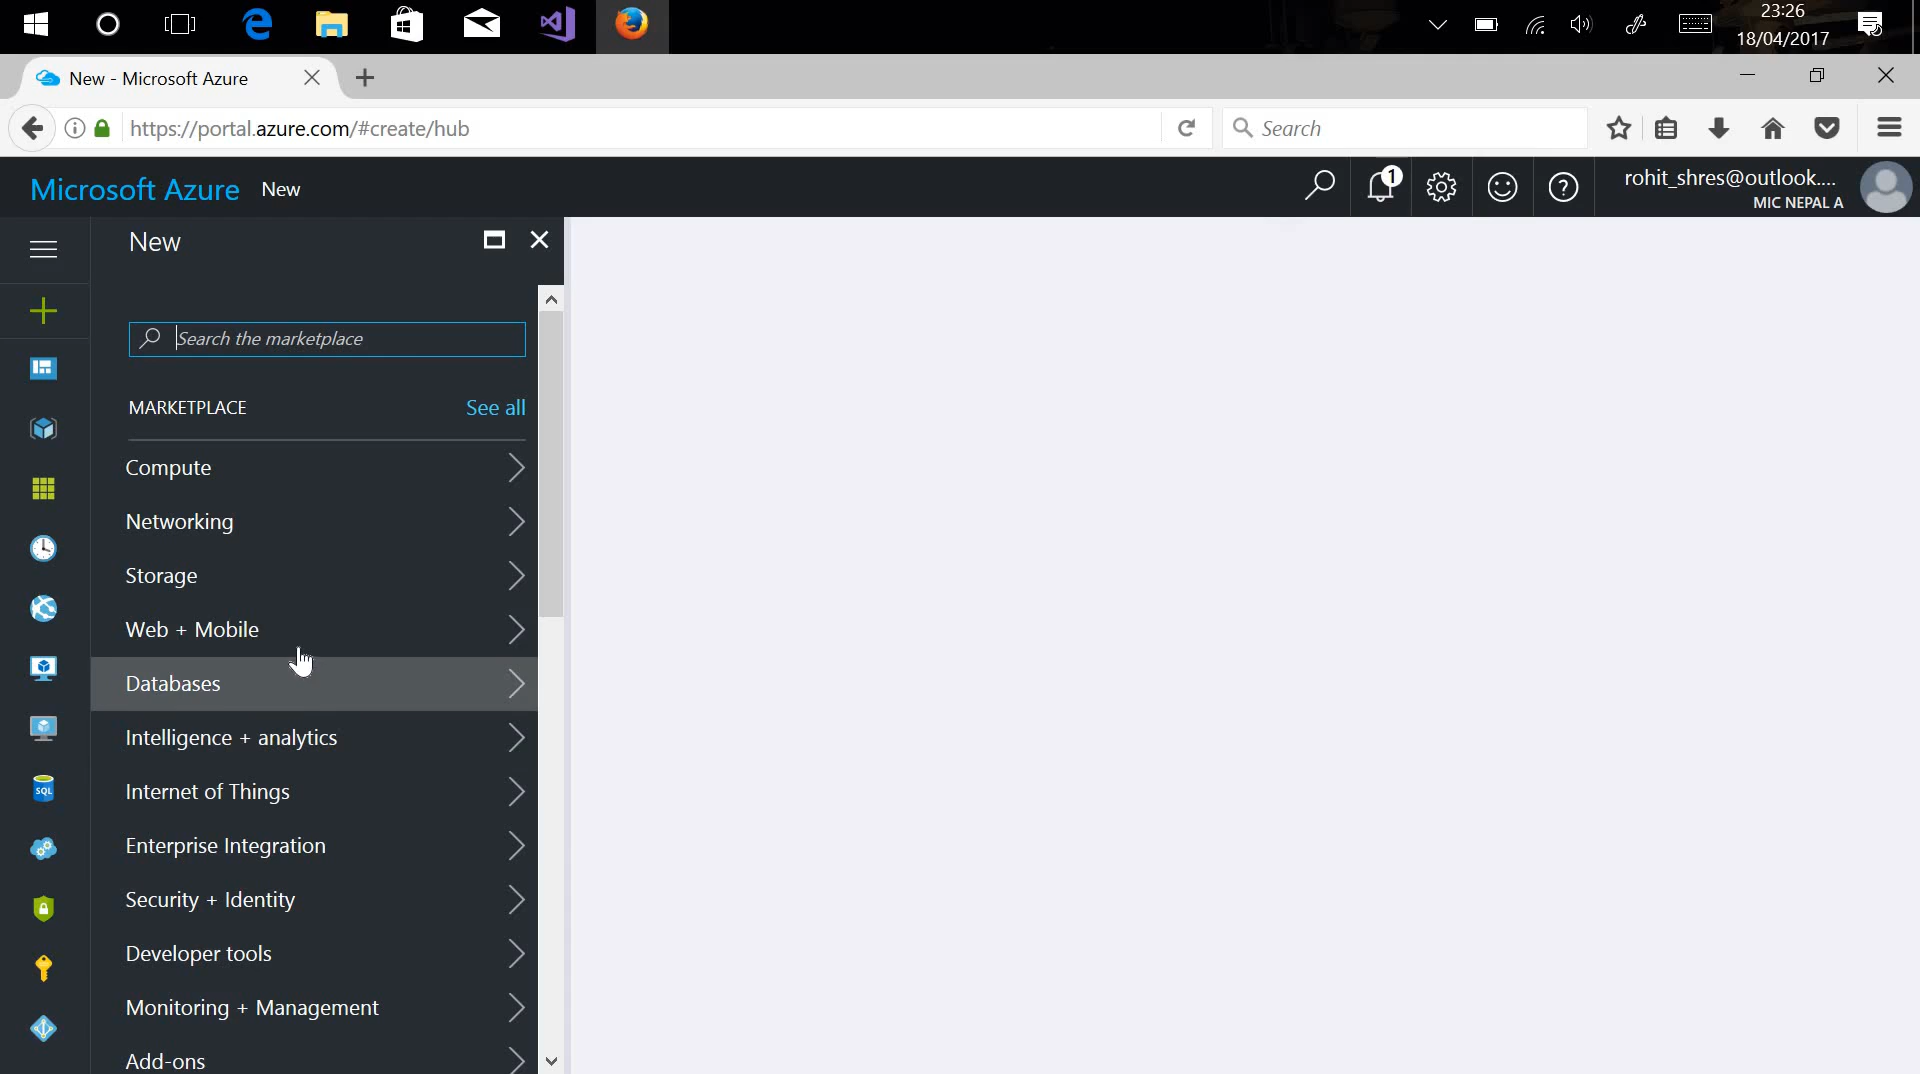 23:26
18/04/2017
New - Microsoft Azure
https://portal.azure.com/#create/hub
Search
Microsoft Azure New
1
rohit_shres@outlook....
MIC NEPAL A
New
Search the marketplace
MARKETPLACE See all
Compute
Networking
Storage
Web + Mobile
Databases
Intelligence + analytics
Internet of Things
Enterprise Integration
SQL
Security + Identity
Developer tools
Monitoring + Management
Add-ons